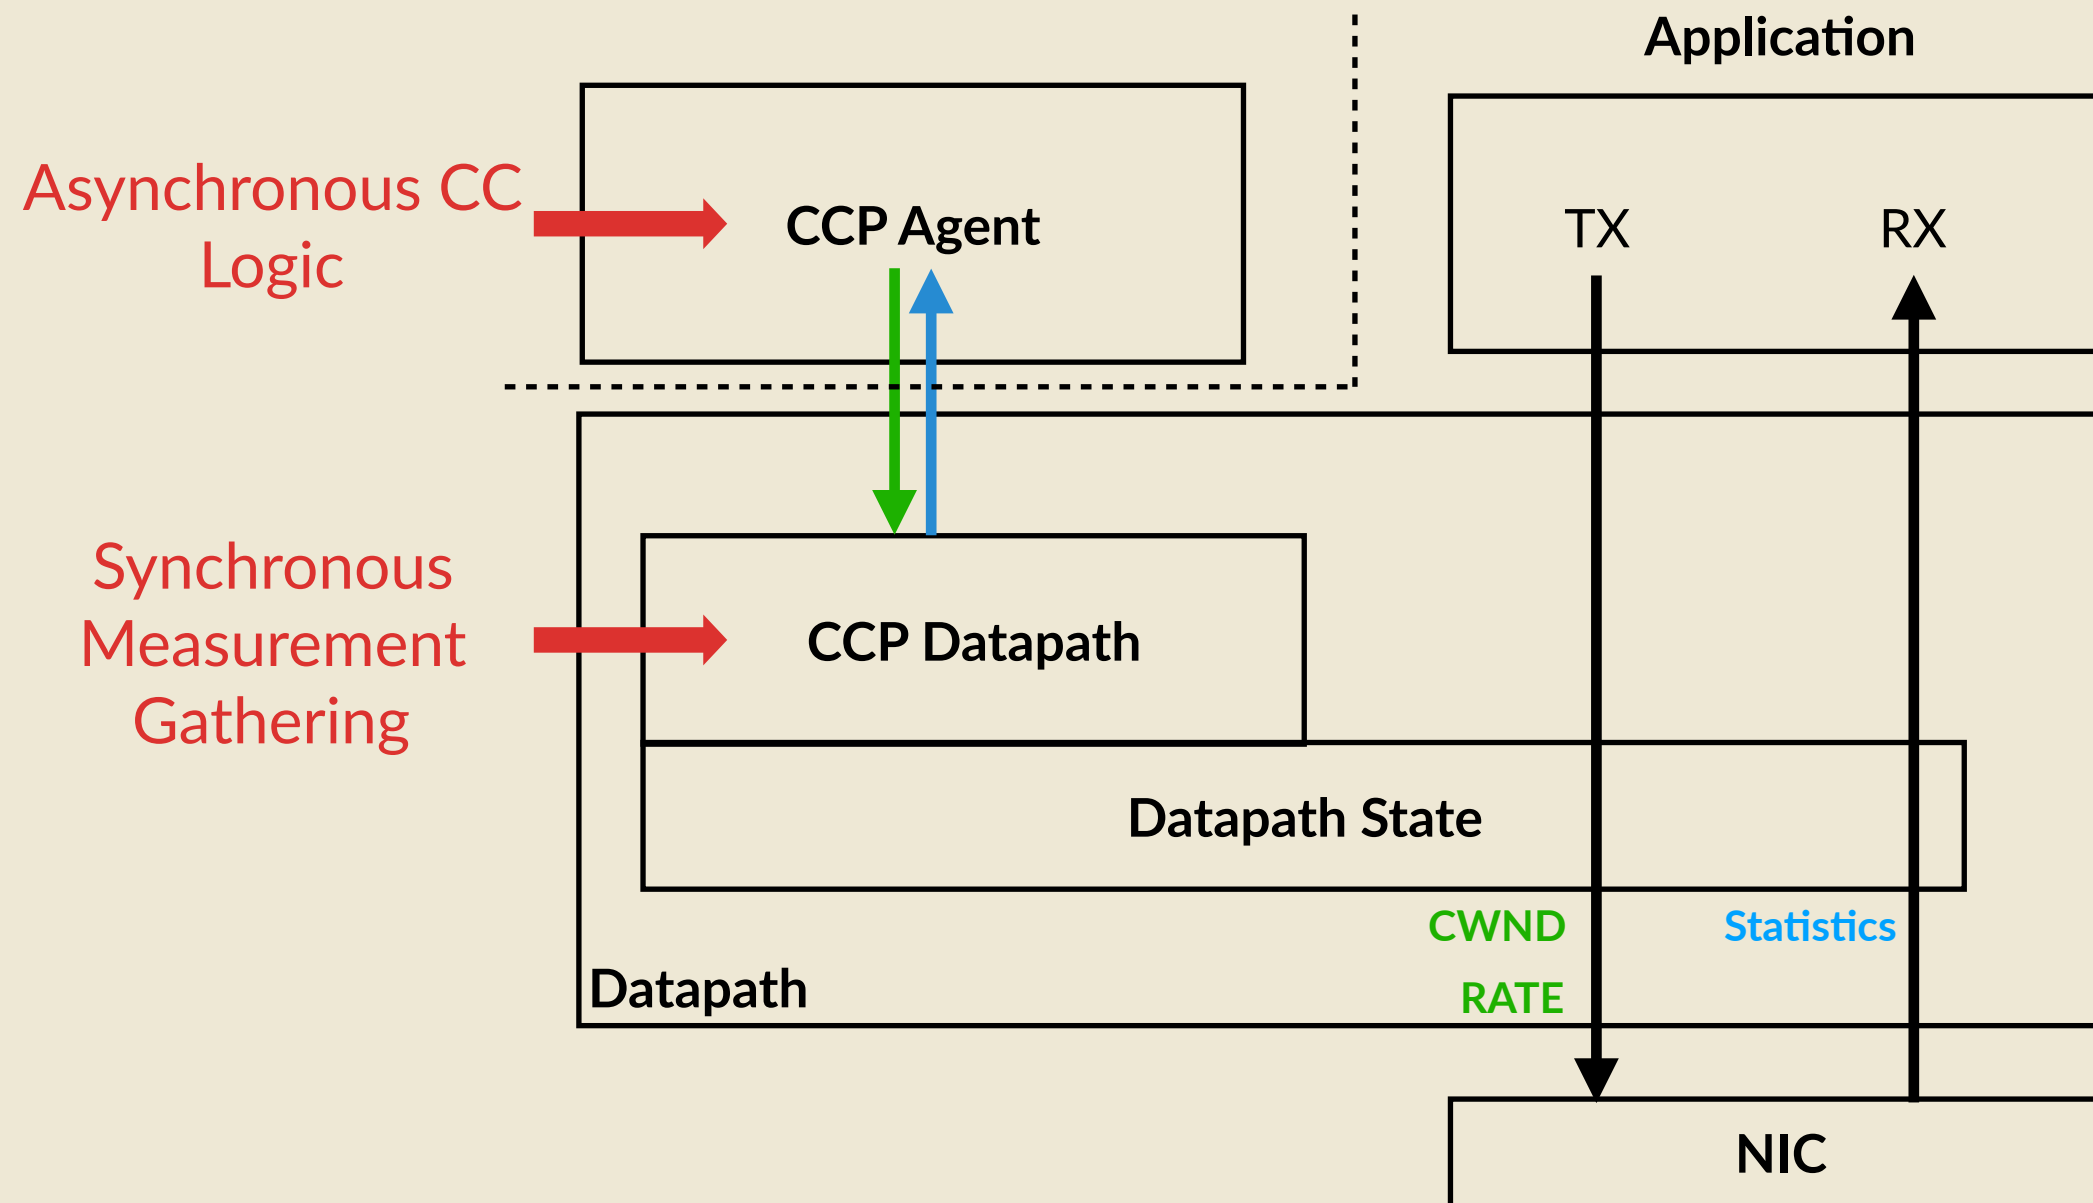 Application
Asynchronous CC
Logic
CCP Agent
TX
RX
Synchronous
Measurement
Gathering
CCP Datapath
Datapath State
CWND
Statistics
RATE
Datapath
NIC